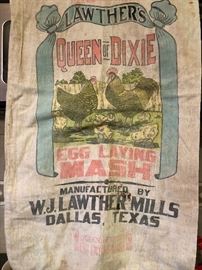 LAWTHER'S
QUEEN OF DIXIE
EGG LAYING
MASH
MANUFACTURED BY
W.J. LAWTHER MILLS
DALLAS, TEXAS